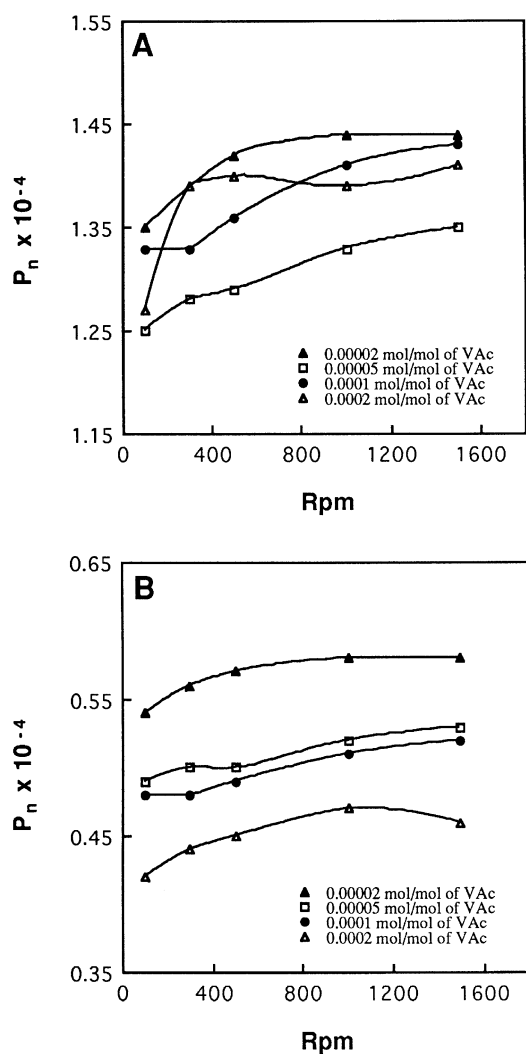 A
1.55
1.45
1.35
1.25
1.15
Pn x 10-4
0.00002 mol/mol of VAc
0.00005 mol/mol of VAc
0.0001 mol/mol of VAc
0.0002 mol/mol of VAc
0 400 800 1200 1600
Rpm
B
0.65
0.55
0.45
0.35
Pn x 10-4
0.00002 mol/mol of VAc
0.00005 mol/mol of VAc
0.0001 mol/mol of VAc
0.0002 mol/mol of VAc
0 400 800 1200 1600
Rpm